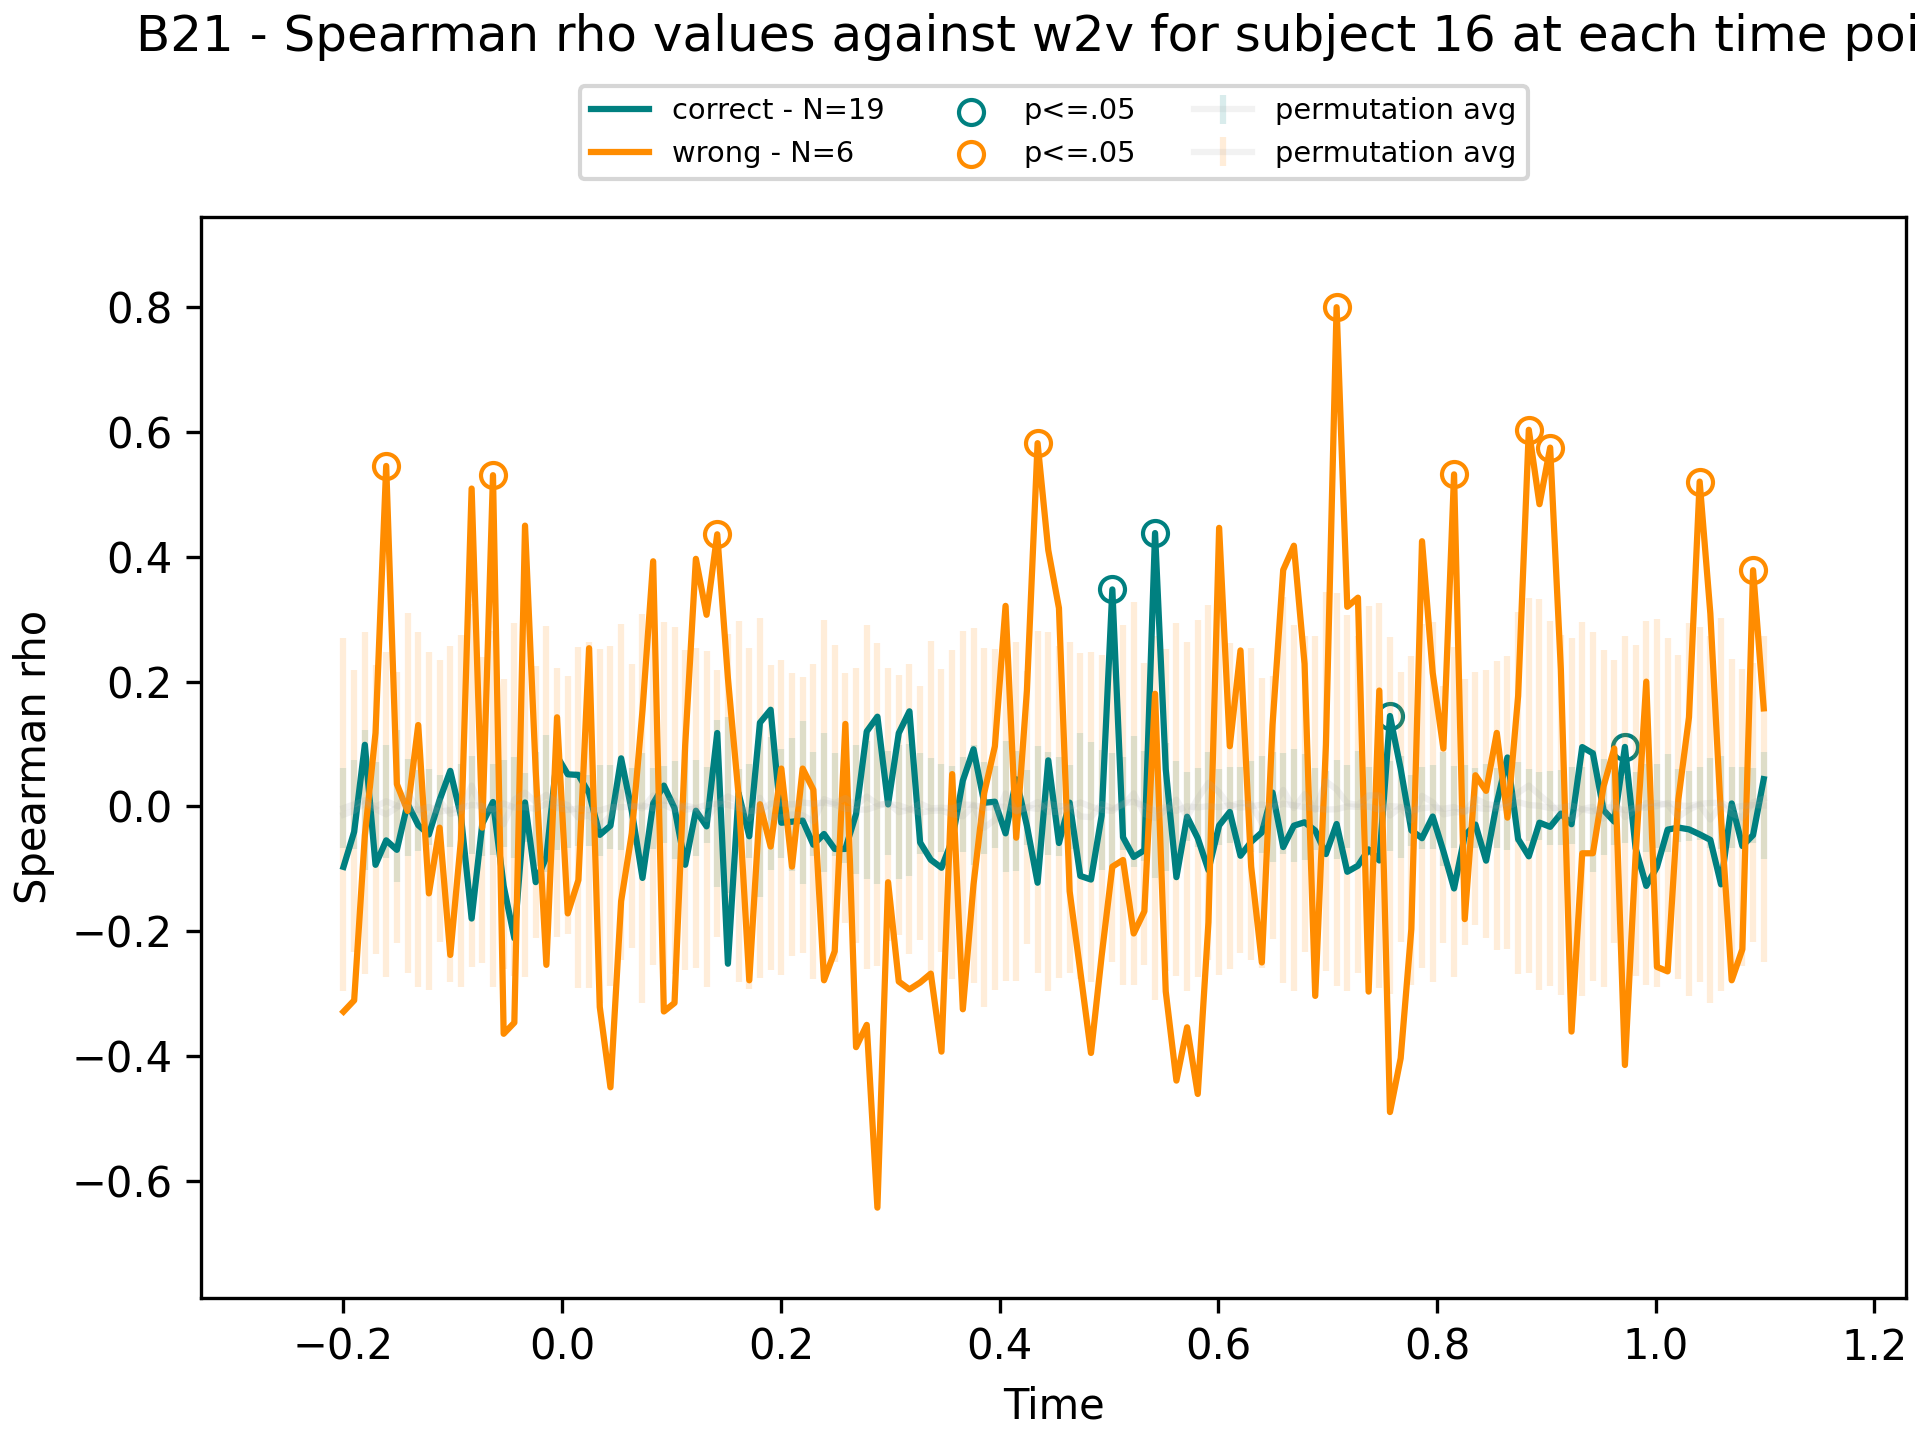 B21 - Spearman rho values against w2v for subject 16 at each time poi
correct - N=19 p<=.05 permutation avg
wrong - N=6 p<=.05 permutation avg
0.8
0.6
0.4
0.2
0.0
−0.2
−0.4
−0.6
Spearman rho
−0.2 0.0 0.2 0.4 0.6 0.8 1.0 1.2
Time